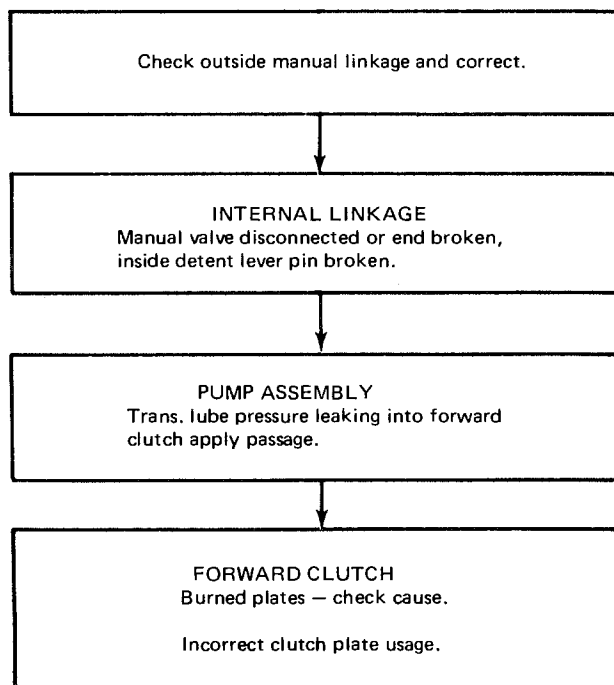 Check outside manual linkage and correct.
INTERNAL LINKAGE
Manual valve disconnected or end broken,
inside detent lever pin broken.
PUMP ASSEMBLY
Trans. lube pressure leaking into forward
clutch apply passage.
FORWARD CLUTCH
Burned plates — check cause.
Incorrect clutch plate usage.